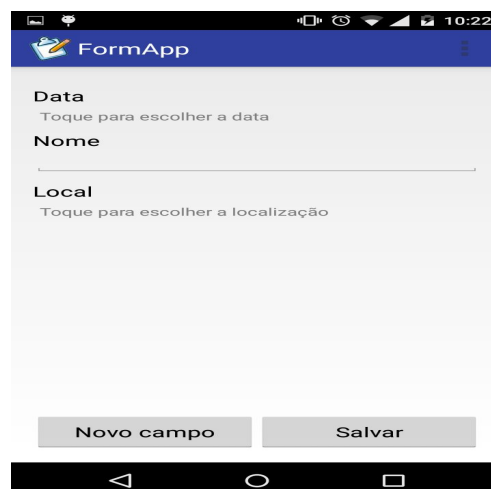 10:22
FormApp
Data
Toque para escolher a data
Nome
Local
Toque para escolher a localização
Novo campo
Salvar